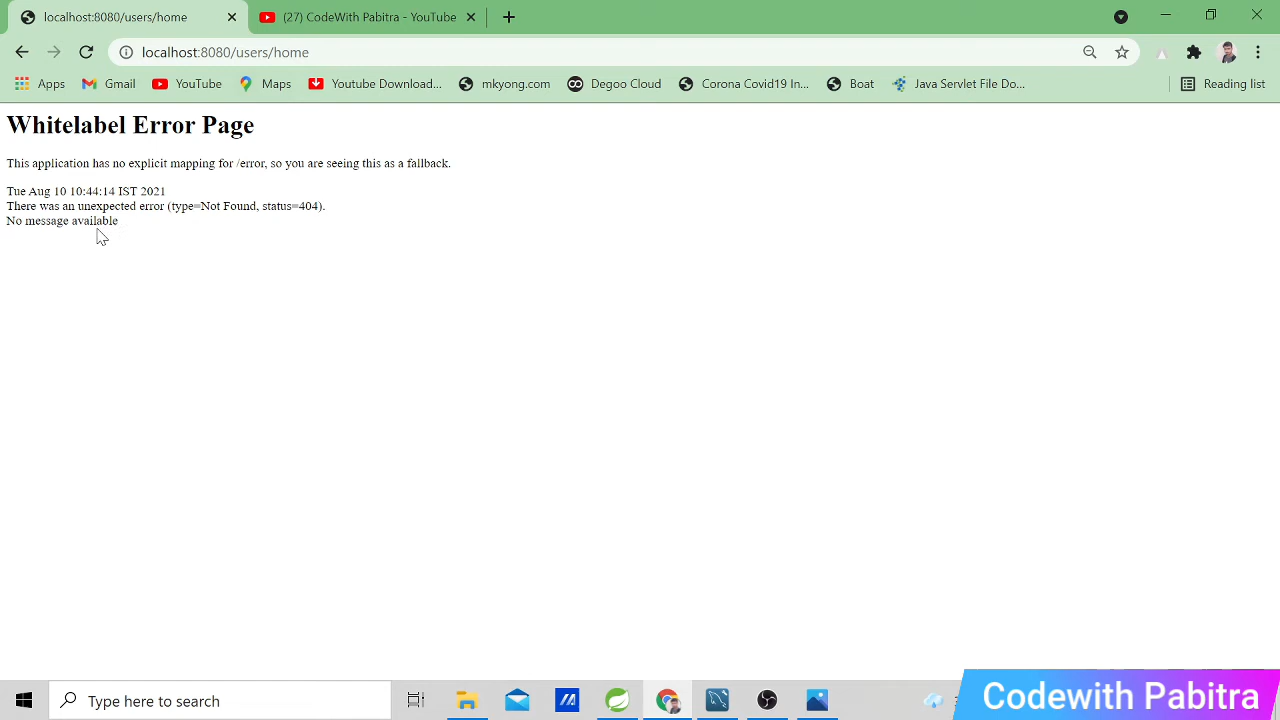 localhost:8080/users/home
(27) CodeWith Pabitra - YouTube
localhost:8080/users/home
Apps
Gmail
YouTube
Maps
Youtube Download...
mkyong.com
Degoo Cloud
Corona Covid19 In...
Boat
Java Servlet File Do...
Reading list
Whitelabel Error Page
This application has no explicit mapping for /error, so you are seeing this as a fallback.
Tue Aug 10 10:44:14 IST 2021
There was an unexpected error (type=Not Found, status=404).
No message available
Type here to search
Codewith Pabitra